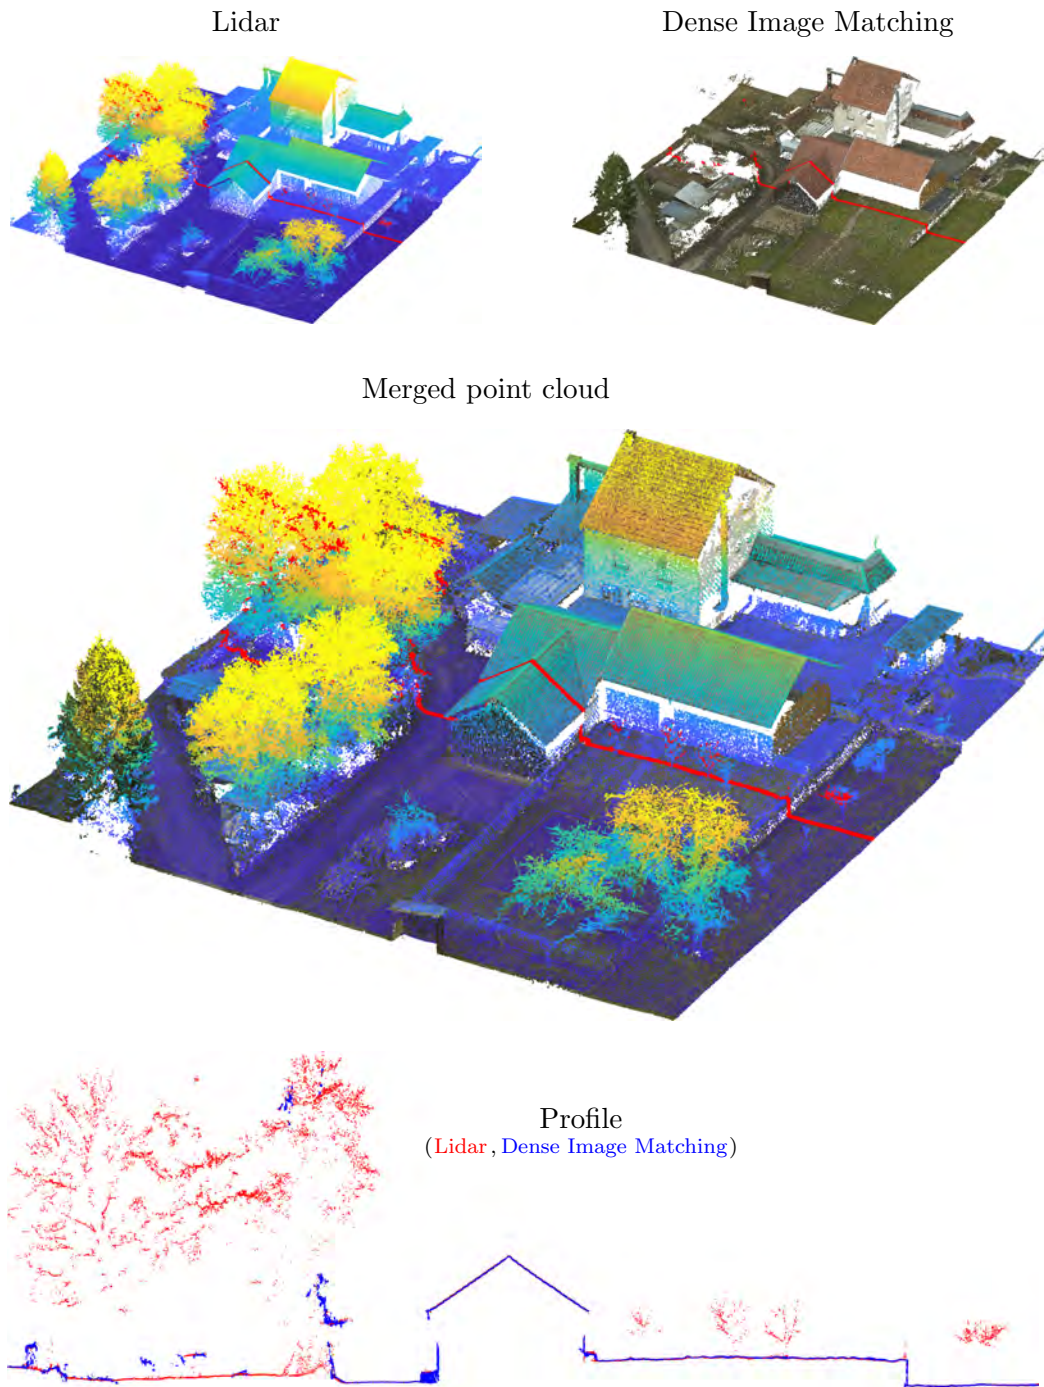 Lidar
Dense Image Matching
Merged point cloud
Profile
(Lidar, Dense Image Matching)